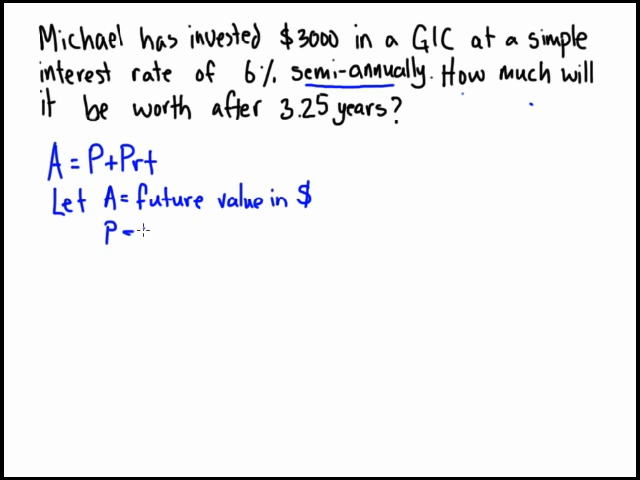 Michael has invested $3000 in a GIC at a simple
interest rate of 6% semi-annually. How much will
it be worth after 3.25 years?
A = P+Prt
Let A = future value in $
P =